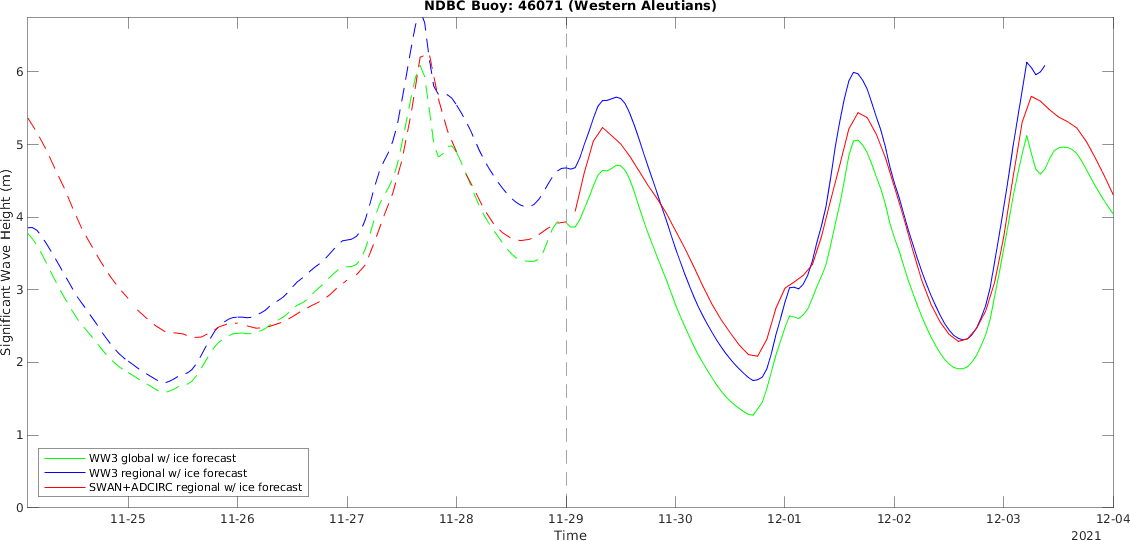 NDBC Buoy: 46071 (Western Aleutians)
Significant Wave Height (m)
6
5
4
3
2
1
0
WW3 global w/ ice forecast
WW3 regional w/ ice forecast
SWAN+ADCIRC regional w/ ice forecast
11-25 11-26 11-27 11-28 11-29 11-30 12-01 12-02 12-03 12-04
Time
2021